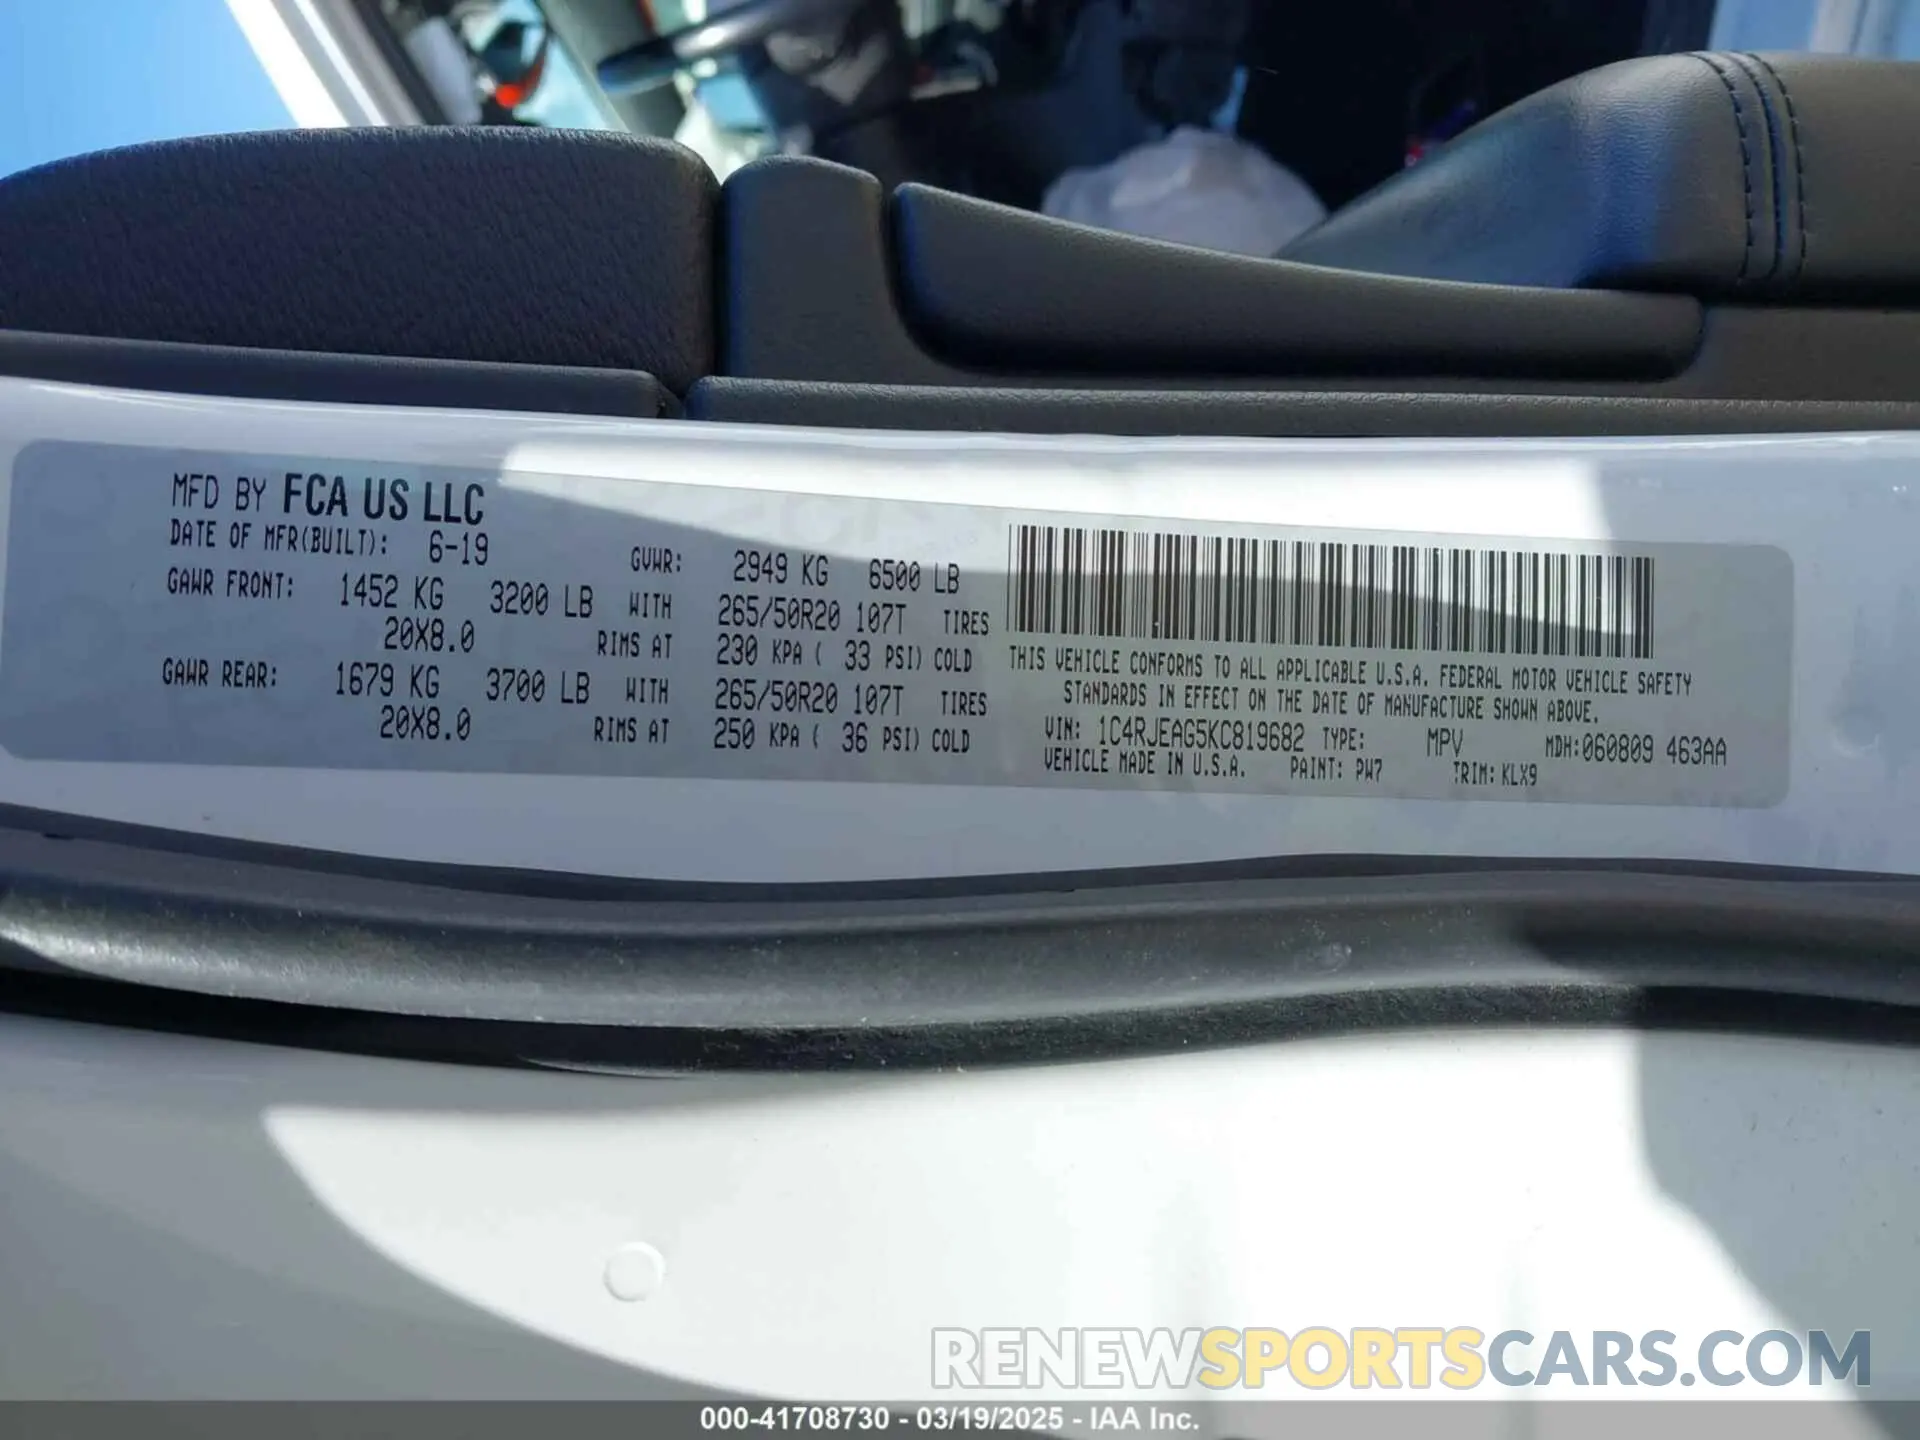 MFD BY FCA US LLC
DATE OF MFR(BUILT): 6-19 GVWR: 2949 KG 6500 LB
GAWR FRONT: 1452 KG 3200 LB WITH 265/50R20 107T TIRES
20X8.0 RIMS AT 230 KPA ( 33 PSI) COLD
GAWR REAR: 1679 KG 3700 LB WITH 265/50R20 107T TIRES
20X8.0 RIMS AT 250 KPA ( 36 PSI) COLD
THIS VEHICLE CONFORMS TO ALL APPLICABLE U.S.A. FEDERAL MOTOR VEHICLE SAFETY
STANDARDS IN EFFECT ON THE DATE OF MANUFACTURE SHOWN ABOVE.
VIN: 1C4RJEAG5KC819682 TYPE: MPV MDH:060809 463AA
VEHICLE MADE IN U.S.A. PAINT: PW7 TRIM: KLX9
RENEWSPORTSCARS.COM
000-41708730 - 03/19/2025 - IAA Inc.